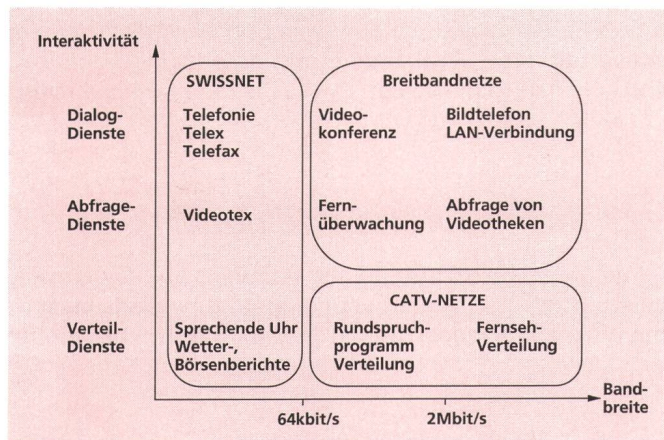 Interaktivität
SWISSNET
Breitbandnetze
Dialog-
Dienste
Telefonie
Telex
Telefax
Video-
konferenz
Bildtelefon
LAN-Verbindung
Abfrage-
Dienste
Videotex
Fern-
überwachung
Abfrage von
Videotheken
CATV-NETZE
Verteil-
Dienste
Sprechende Uhr
Wetter-,
Börsenberichte
Rundspruch-
programm
Verteilung
Fernseh-
Verteilung
Band-
breite
64kbit/s
2Mbit/s